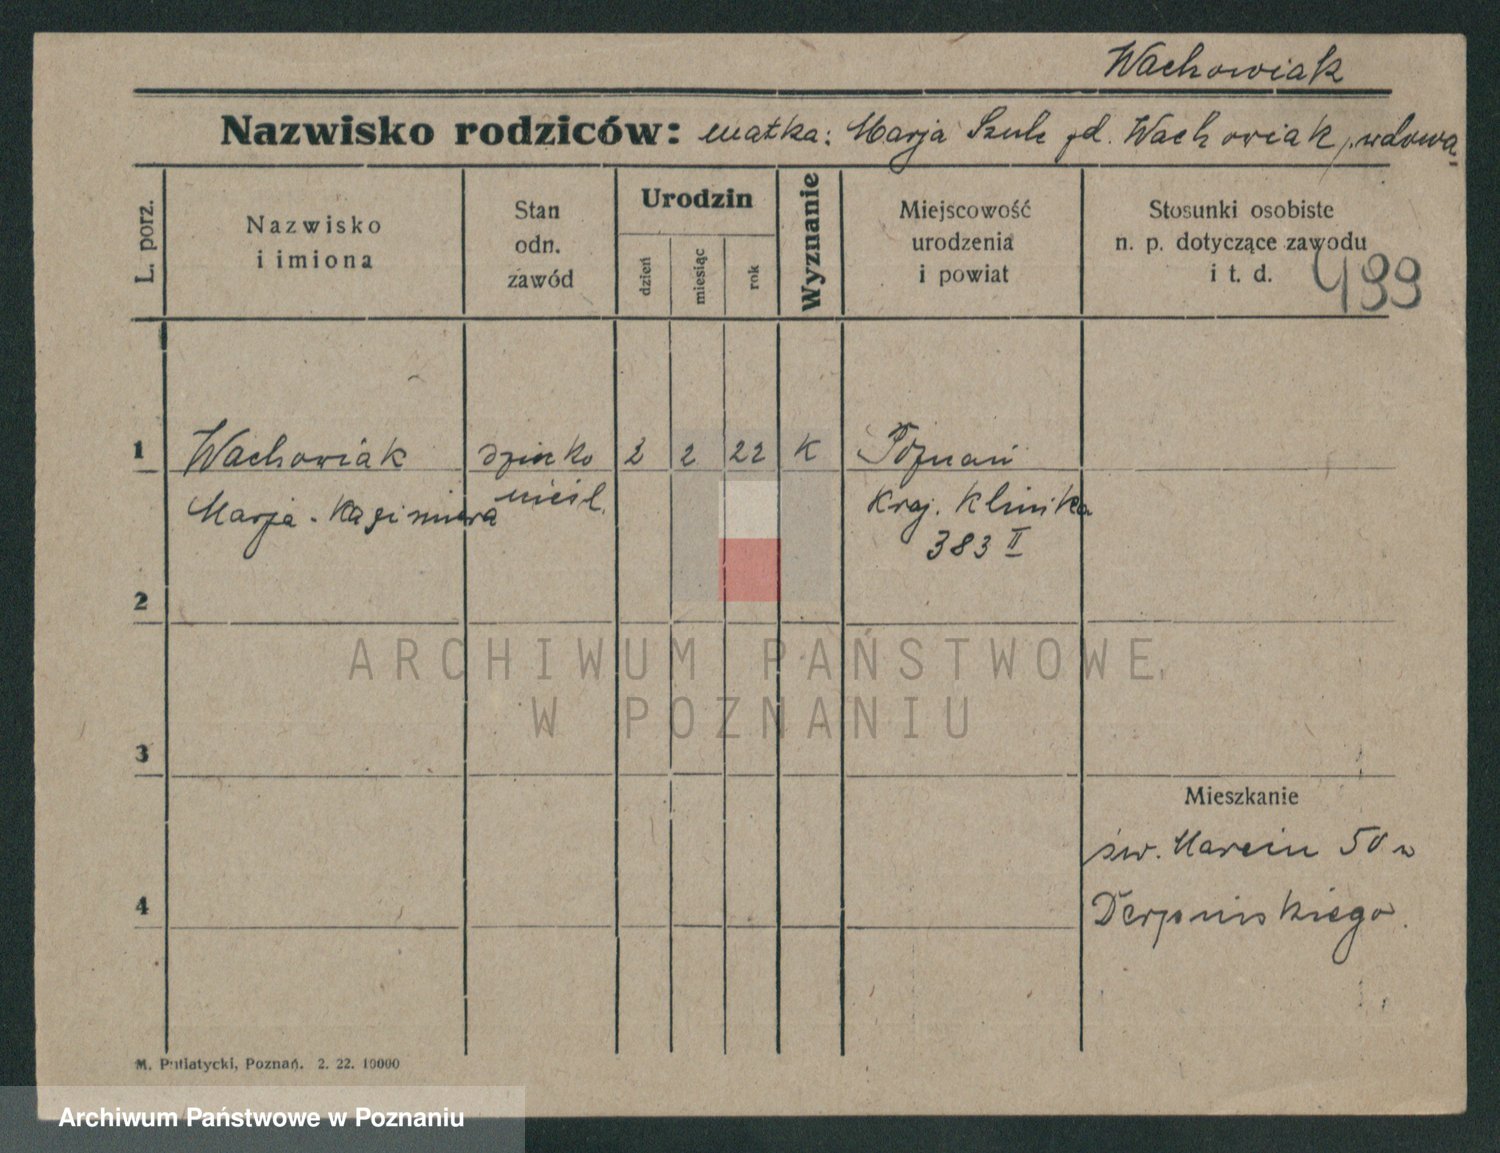 Wachowiak
Nazwisko rodziców: matka: Marja Szulc zd. Wachowiak, wdowa
L. porz.
Nazwisko
i imiona
Stan
odn.
zawód
Urodzin
dzień
miesiąc
rok
Wyznanie
Miejscowość
urodzenia
i powiat
Stosunki osobiste
n. p. dotyczące zawodu
i t. d.
499
1 Wachowiak dziecko 2 2 22 K Poznań
Marja-Kazimiera nieśl. Kraj. Klinika
383 II
2
ARCHIWUM PAŃSTWOWE
W POZNANIU
3
Mieszkanie
św. Marcin 50 u
4
M. Putiatycki, Poznań. 2. 22. 10000
Archiwum Państwowe w Poznaniu